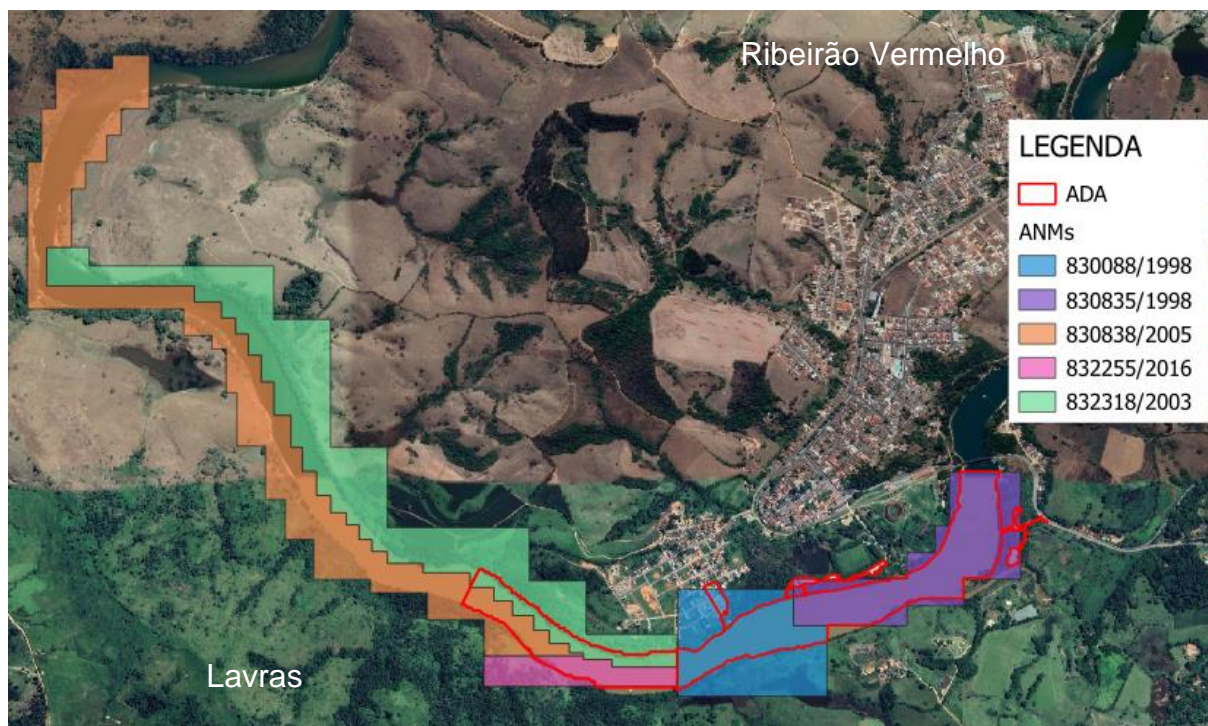 Ribeirão Vermelho
LEGENDA
ADA
ANMs
830088/1998
830835/1998
830838/2005
832255/2016
832318/2003
Lavras